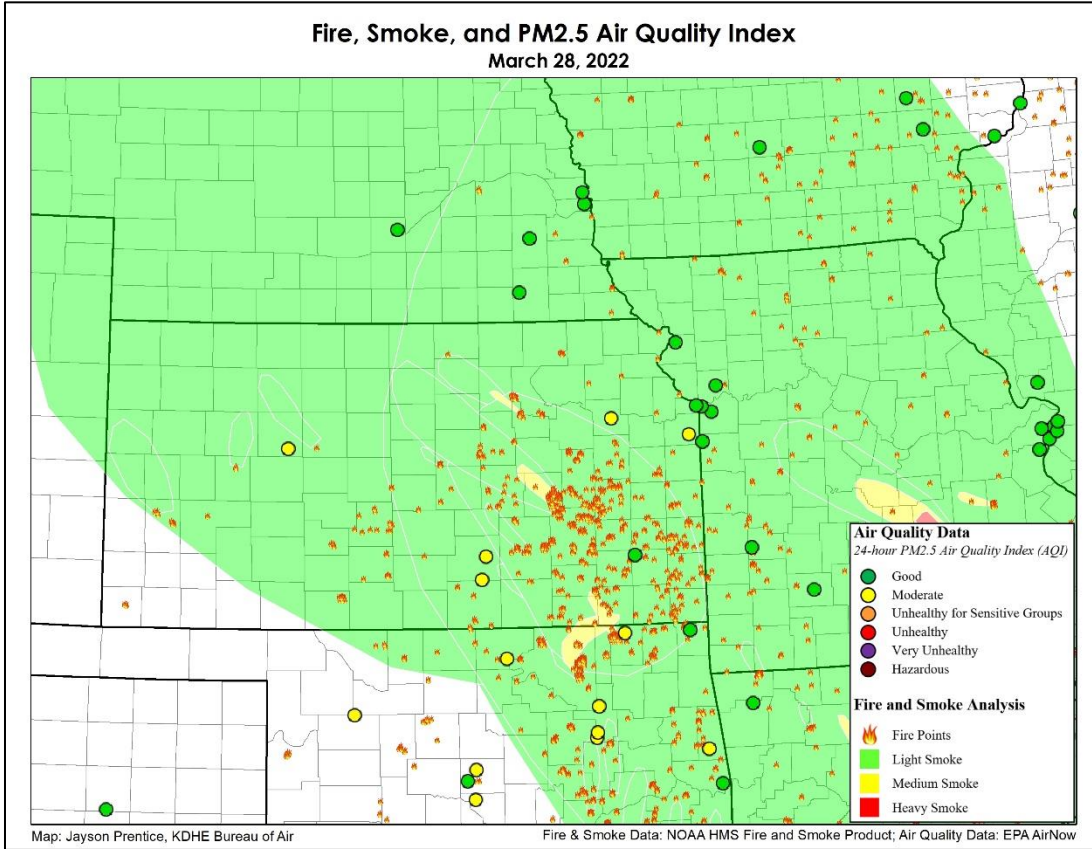 Fire, Smoke, and PM2.5 Air Quality Index
March 28, 2022
Air Quality Data
24-hour PM2.5 Air Quality Index (AQI)
Good
Moderate
Unhealthy for Sensitive Groups
Unhealthy
Very Unhealthy
Hazardous
Fire and Smoke Analysis
Fire Points
Light Smoke
Medium Smoke
Heavy Smoke
Map: Jayson Prentice, KDHE Bureau of Air
Fire & Smoke Data: NOAA HMS Fire and Smoke Product; Air Quality Data: EPA AirNow